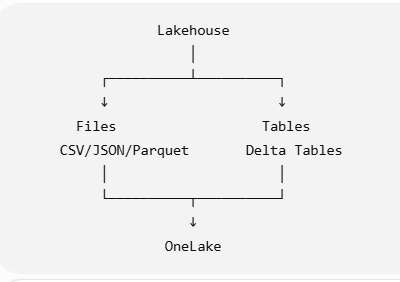 Lakehouse
Files Tables
CSV/JSON/Parquet Delta Tables
OneLake